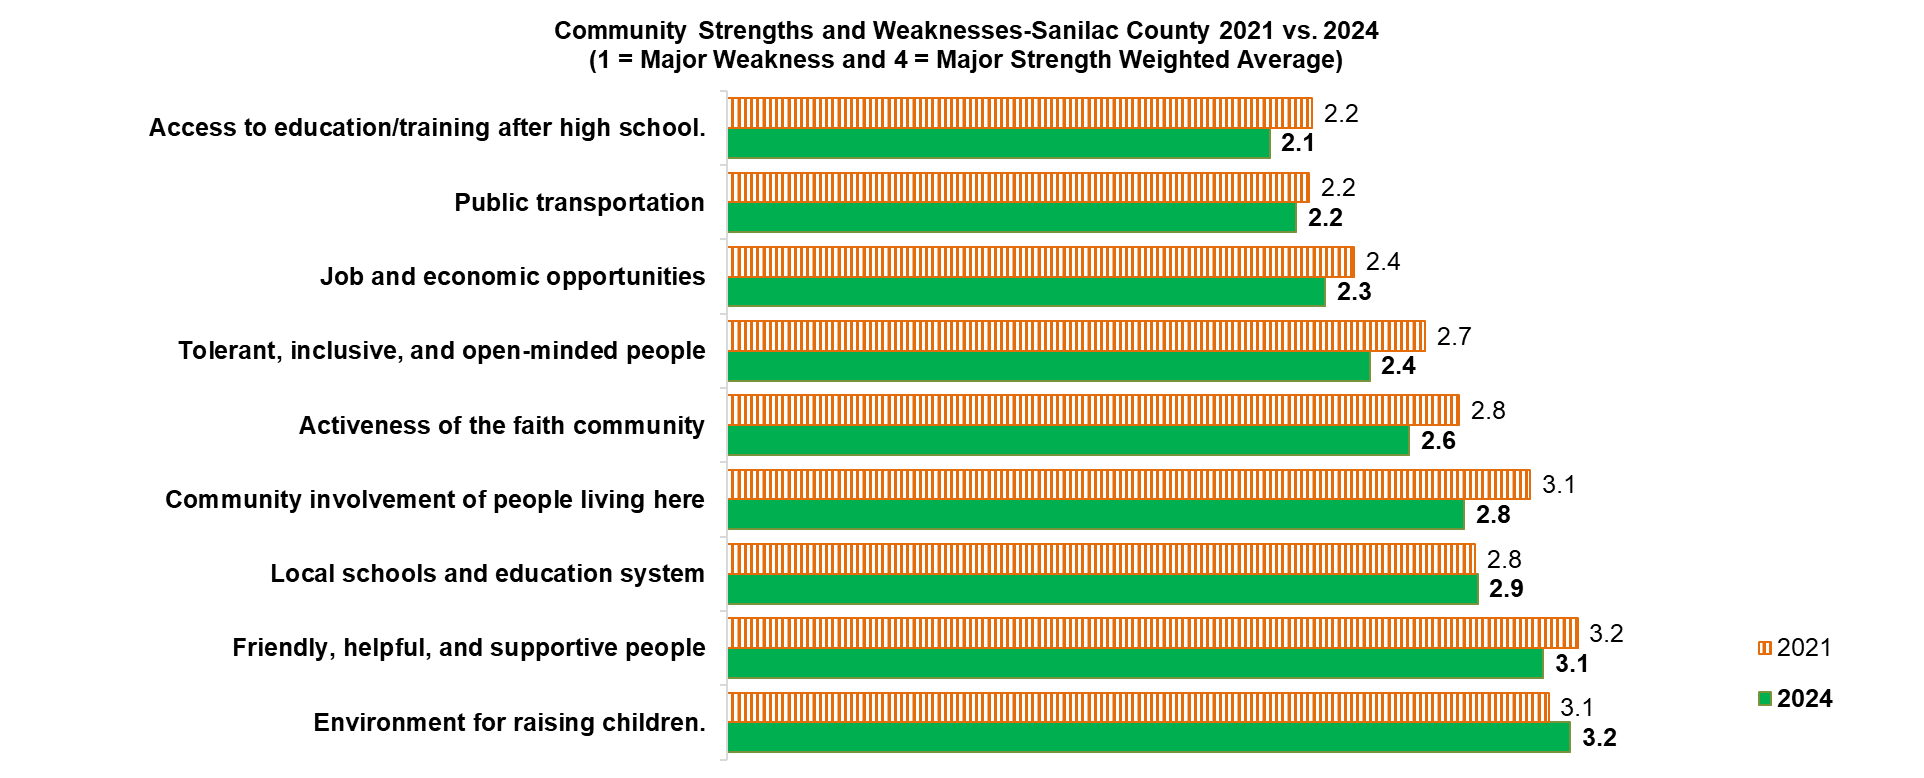 Community Strengths and Weaknesses-Sanilac County 2021 vs. 2024
(1 = Major Weakness and 4 = Major Strength Weighted Average)
Access to education/training after high school.
2.2
2.1
Public transportation
2.2
2.2
Job and economic opportunities
2.4
2.3
Tolerant, inclusive, and open-minded people
2.7
2.4
Activeness of the faith community
2.8
2.6
Community involvement of people living here
3.1
2.8
Local schools and education system
2.8
2.9
Friendly, helpful, and supportive people
3.2
3.1
Environment for raising children.
3.1
3.2
2021
2024